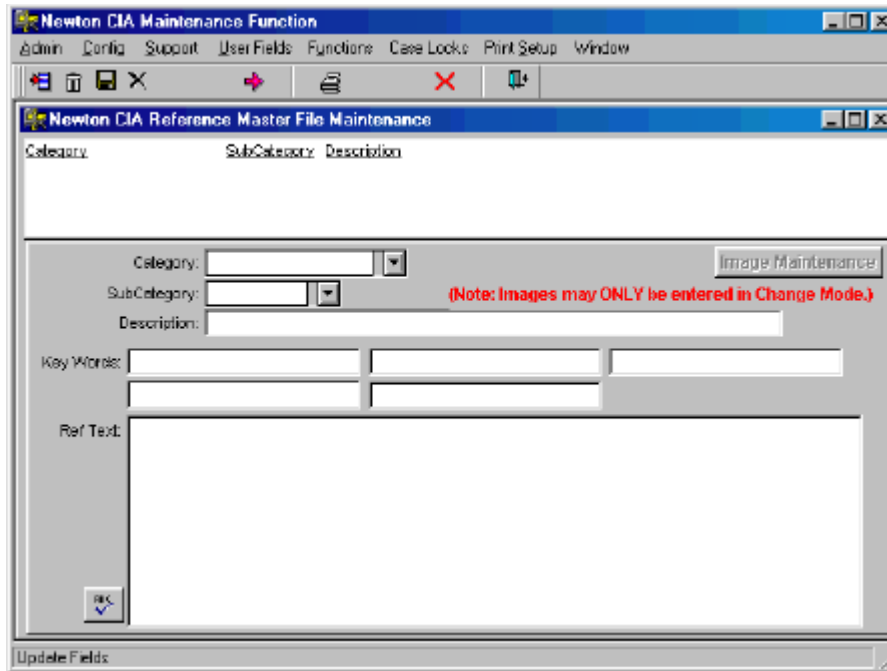 Newton CIA Maintenance Function
Admin Config Support User Fields Functions Case Locks Print Setup Window
Newton CIA Reference Master File Maintenance
Category SubCategory Description
Category: Image Maintenance
SubCategory: (Note: Images may ONLY be entered in Change Mode.)
Description:
Key Words:
Ref Text:
Update Fields